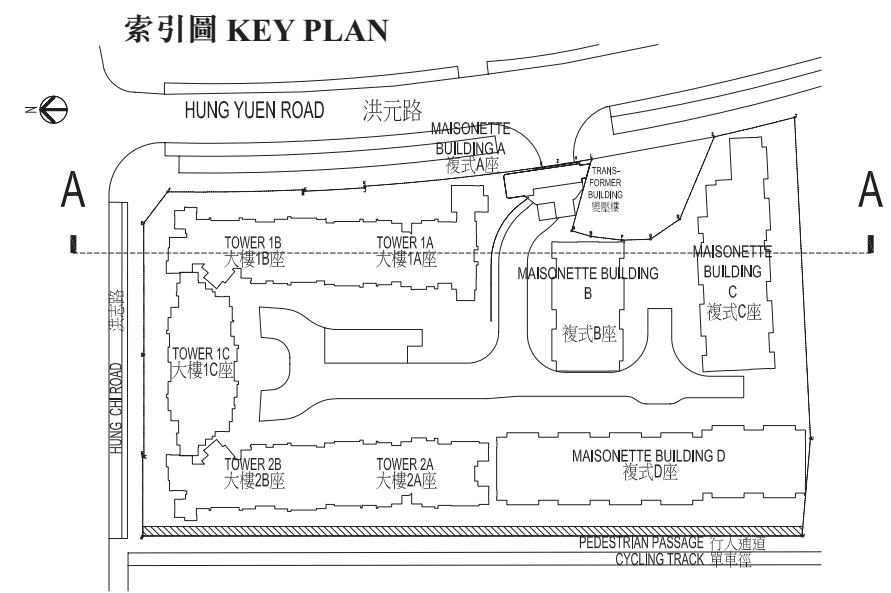 索引圖 KEY PLAN
N
HUNG YUEN ROAD 洪元路
MAISONETTE
BUILDING A
複式A座
TRANS-
FORMER
BUILDING
變壓樓
A
A
TOWER 1B
大樓1B座
TOWER 1A
大樓1A座
MAISONETTE BUILDING
B
複式B座
MAISONETTE
BUILDING
C
複式C座
HUNG CHI ROAD 洪志路
TOWER 1C
大樓1C座
TOWER 2B
大樓2B座
TOWER 2A
大樓2A座
MAISONETTE BUILDING D
複式D座
PEDESTRIAN PASSAGE 行人通道
CYCLING TRACK 單車徑